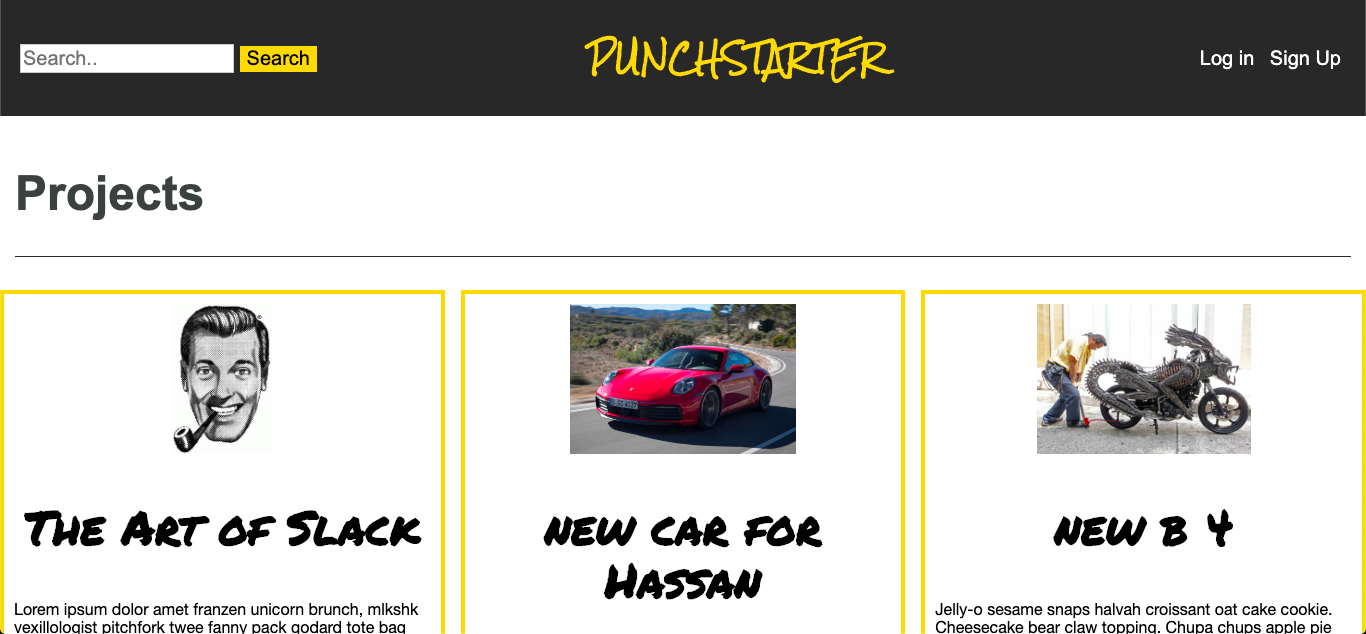 Search..
Search
PUNCHSTARTER
Log in Sign Up
Projects
The Art of Slack
new car for
Hassan
new b 4
Lorem ipsum dolor amet franzen unicorn brunch, mlkshk
vexillologist pitchfork twee fanny pack godard tote bag
Jelly-o sesame snaps halvah croissant oat cake cookie.
Cheesecake bear claw topping. Chupa chups apple pie